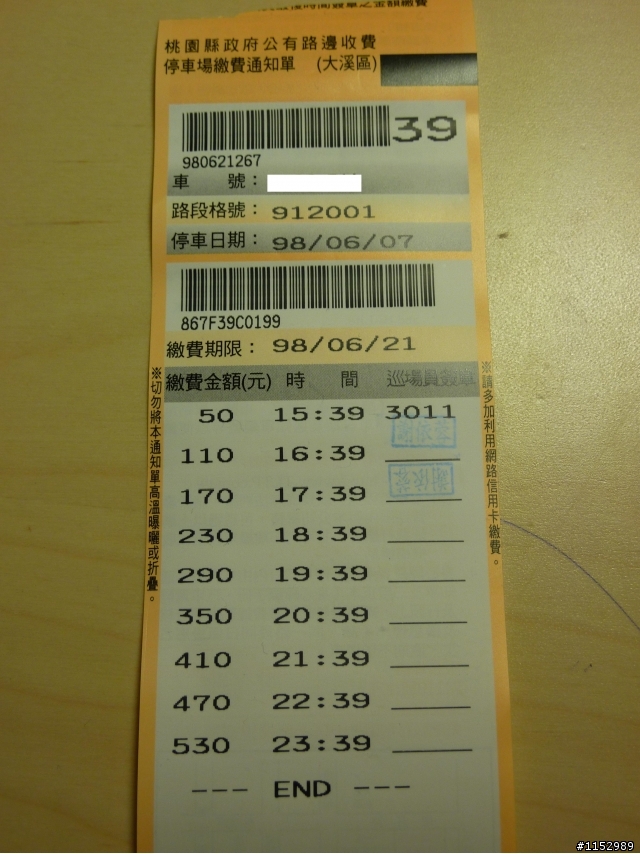 桃園縣政府公有路邊收費
停車場繳費通知單 (大溪區)
39
980621267
車 號：
路段格號： 912001
停車日期： 98/06/07
867F39C0199
繳費期限： 98/06/21
繳費金額(元) 時 間 巡場員簽章
50 15:39 3011
110 16:39
170 17:39
230 18:39
290 19:39
350 20:39
410 21:39
470 22:39
530 23:39
--- END ---
※切勿將本通知單高溫曝曬或折疊。
※請多加利用網路信用卡繳費。
#1152989